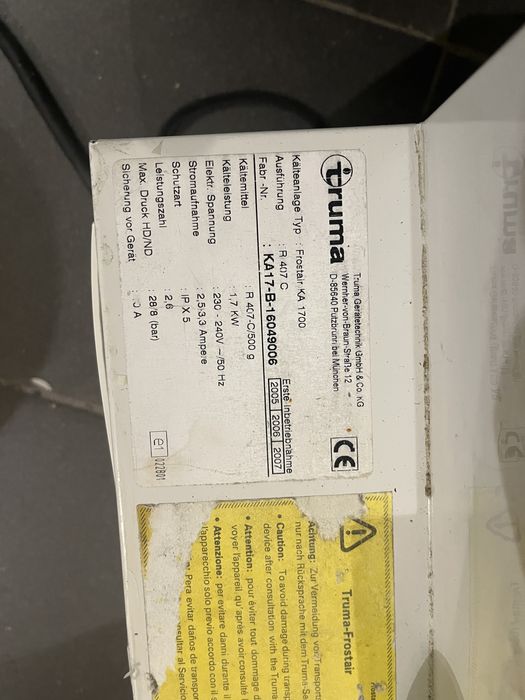 truma
Truma Gerätetechnik GmbH & Co. KG
Wernher-von-Braun-Straße 12
D-85640 Putzbrunn bei München
CE
Kälteanlage Typ : Frostair KA 1700
Ausführung : R 407 C
Fabr.-Nr. : KA17-B-16049006
Erste Inbetriebnahme
2005 2006 2007
Kältemittel : R 407-C/500 g
Kälteleistung : 1,7 KW
Elektr. Spannung : 230 - 240V ~/50 Hz
Stromaufnahme : 2,5-3,3 Ampere
Schutzart : IP X 5
Leistungszahl 2,6
Max. Druck HD/ND : 28/8 (bar)
Sicherung vor Gerät A
e1 022801
Truma-Frostair
Achtung: Zur Vermeidung von Transport
nur nach Rücksprache mit dem Truma-Se
• Caution: To avoid damage during transp
device after consultation with the Truma
• Attention: pour éviter tout dommage d
voyer l'appareil qu'après avoir consulté
• Attenzione: per evitare danni durante il
l'apparecchio solo previo accordo con il
Para evitar daños de transpor
nsultar al Servicio